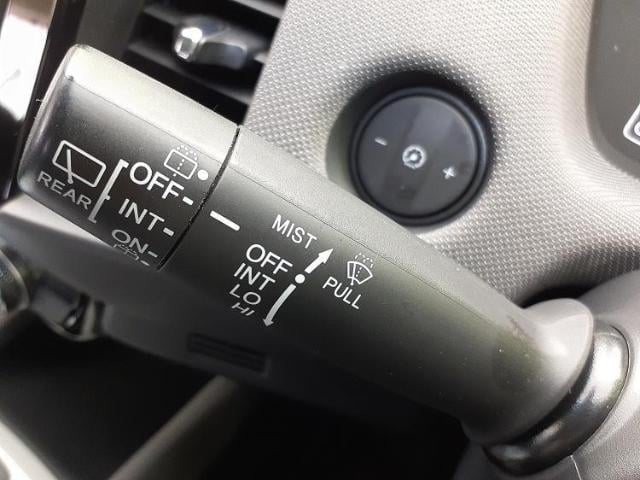 REAR
OFF
INT
ON
MIST
OFF
INT
LO
HI
PULL
- +